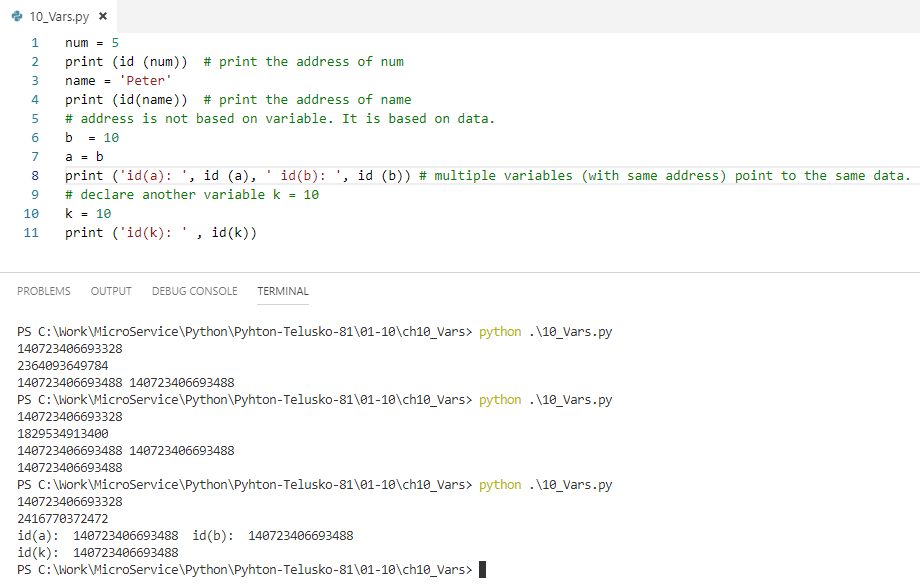 10_Vars.py ×
1 num = 5
2 print (id (num))  # print the address of num
3 name = 'Peter'
4 print (id(name))  # print the address of name
5 # address is not based on variable. It is based on data.
6 b  = 10
7 a = b
8 print ('id(a): ', id (a), ' id(b): ', id (b)) # multiple variables (with same address) point to the same data.
9 # declare another variable k = 10
10 k = 10
11 print ('id(k): ' , id(k))
PROBLEMS OUTPUT DEBUG CONSOLE TERMINAL
PS C:\Work\MicroService\Python\Pyhton-Telusko-81\01-10\ch10_Vars> python .\10_Vars.py
140723406693328
2364093649784
140723406693488 140723406693488
PS C:\Work\MicroService\Python\Pyhton-Telusko-81\01-10\ch10_Vars> python .\10_Vars.py
140723406693328
1829534913400
140723406693488 140723406693488
140723406693488
PS C:\Work\MicroService\Python\Pyhton-Telusko-81\01-10\ch10_Vars> python .\10_Vars.py
140723406693328
2416770372472
id(a):  140723406693488  id(b):  140723406693488
id(k):  140723406693488
PS C:\Work\MicroService\Python\Pyhton-Telusko-81\01-10\ch10_Vars>